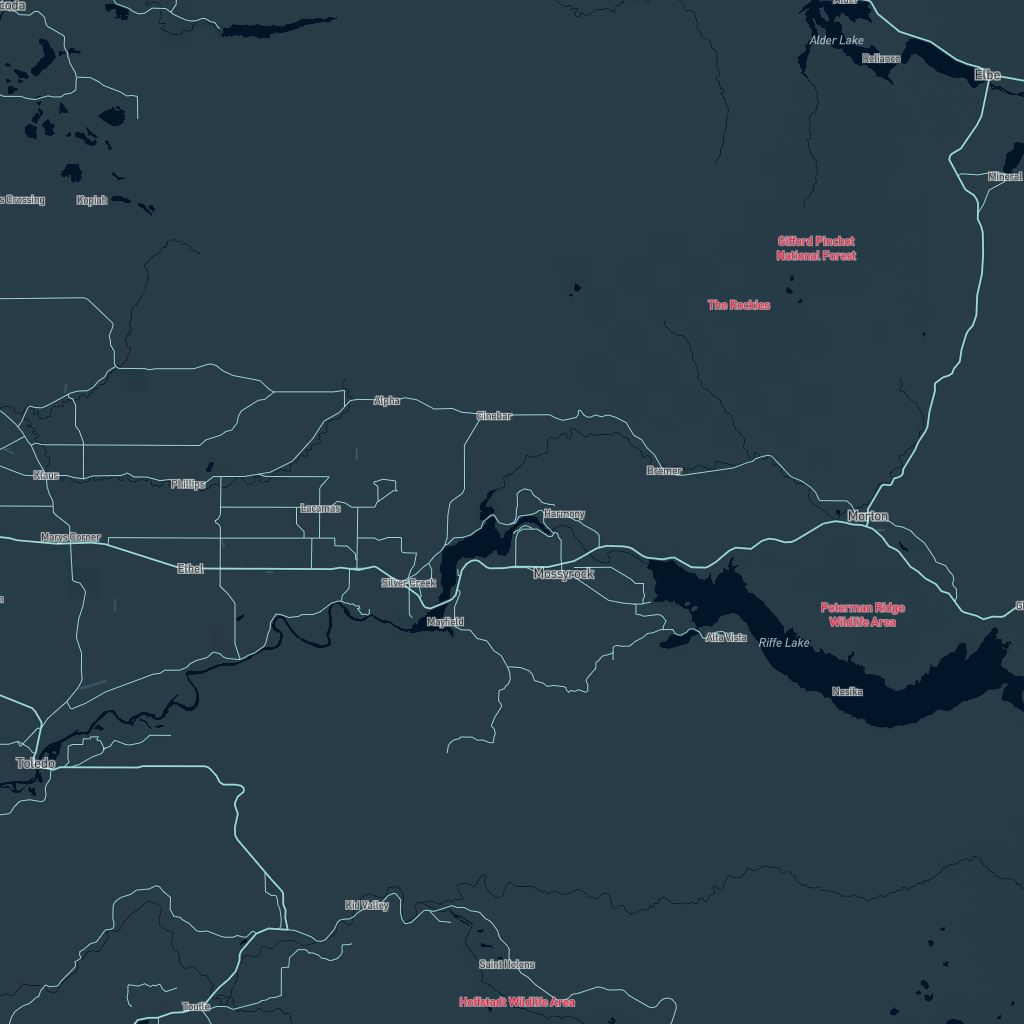 coda
Alder
Alder Lake
Reliance
Elbe
Mineral
s Crossing
Kopiah
Gifford Pinchot
National Forest
The Rockies
Alpha
Cinebar
Klaus
Phillips
Bremer
Lacamas
Harmony
Morton
Marys Corner
Ethel
Silver Creek
Mossyrock
Mayfield
Peterman Ridge
Wildlife Area
Alta Vista
Riffe Lake
Nesika
Toledo
Kid Valley
Saint Helens
Hoffstadt Wildlife Area
Toutle